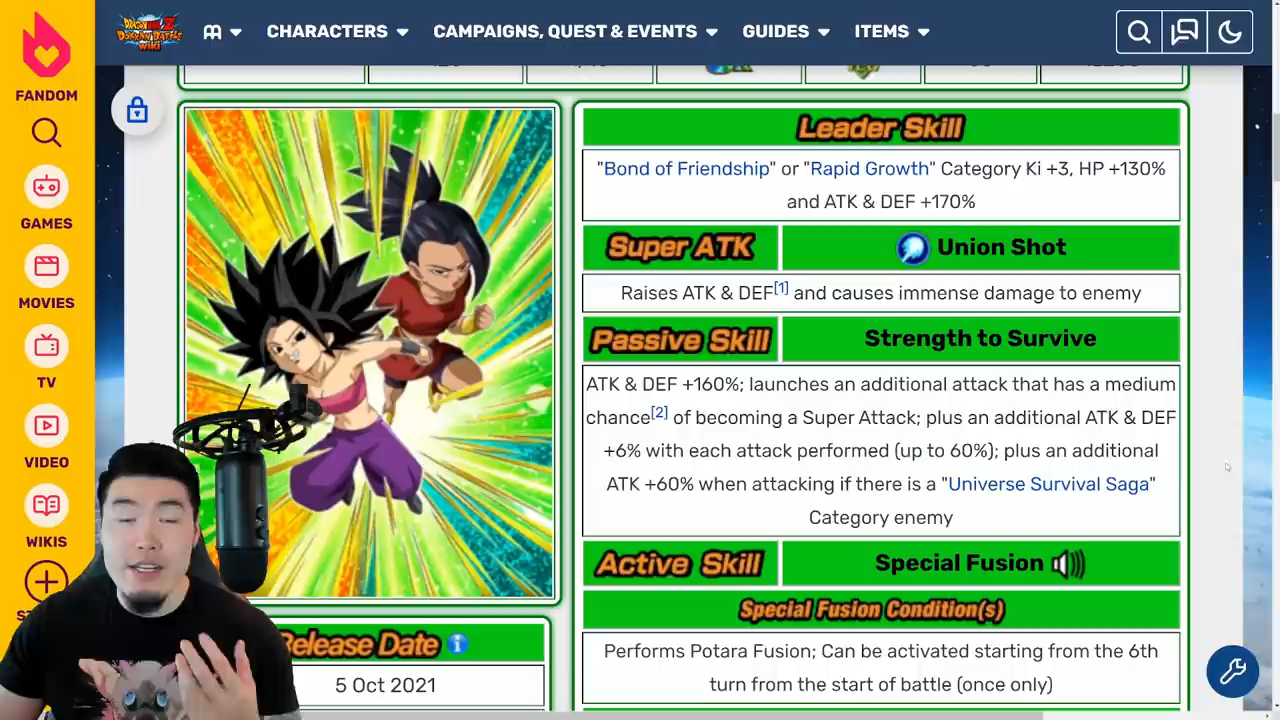 FANDOM
GAMES
MOVIES
TV
VIDEO
WIKIS
DRAGON BALL Z
DOKKAN BATTLE
WIKI
CHARACTERS
CAMPAIGNS, QUEST & EVENTS
GUIDES
ITEMS
Leader Skill
"Bond of Friendship" or "Rapid Growth" Category Ki +3, HP +130%
and ATK & DEF +170%
Super ATK
Union Shot
Raises ATK & DEF[1] and causes immense damage to enemy
Passive Skill
Strength to Survive
ATK & DEF +160%; launches an additional attack that has a medium
chance[2] of becoming a Super Attack; plus an additional ATK & DEF
+6% with each attack performed (up to 60%); plus an additional
ATK +60% when attacking if there is a "Universe Survival Saga"
Category enemy
Active Skill
Special Fusion
Special Fusion Condition(s)
Performs Potara Fusion; Can be activated starting from the 6th
turn from the start of battle (once only)
Release Date
5 Oct 2021